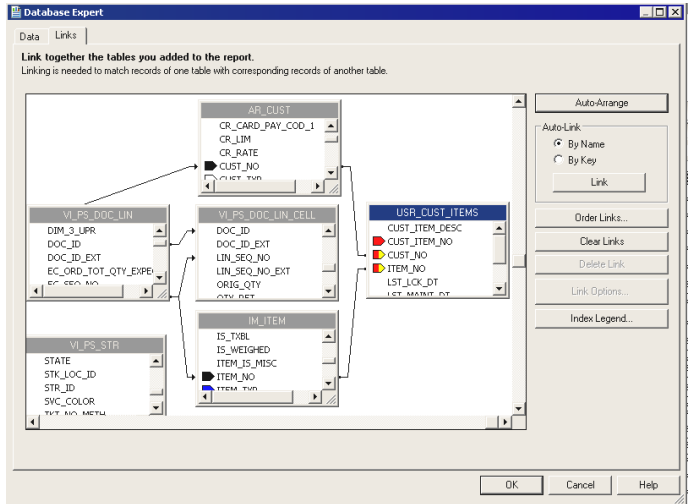 Database Expert
Data
Links
Link together the tables you added to the report.
Linking is needed to match records of one table with corresponding records of another table.
AR_CUST
CR_CARD_PAY_COD_1
CR_LIM
CR_RATE
CUST_NO
VI_PS_DOC_LIN
DIM_3_UPR
DOC_ID
DOC_ID_EXT
EC_ORD_TOT_QTY_EXPE
EC_SEQ_NO
VI_PS_DOC_LIN_CELL
DOC_ID
DOC_ID_EXT
LIN_SEQ_NO
LIN_SEQ_NO_EXT
ORIG_QTY
USR_CUST_ITEMS
CUST_ITEM_DESC
CUST_ITEM_NO
CUST_NO
ITEM_NO
LST_LCK_DT
LST_MAINT_DT
VI_PS_STR
STATE
STK_LOC_ID
STR_ID
SVC_COLOR
IM_ITEM
IS_TXBL
IS_WEIGHED
ITEM_IS_MISC
ITEM_NO
ITEM_TYP
Auto-Arrange
Auto-Link
By Name
By Key
Link
Order Links...
Clear Links
Delete Link
Link Options...
Index Legend...
OK
Cancel
Help